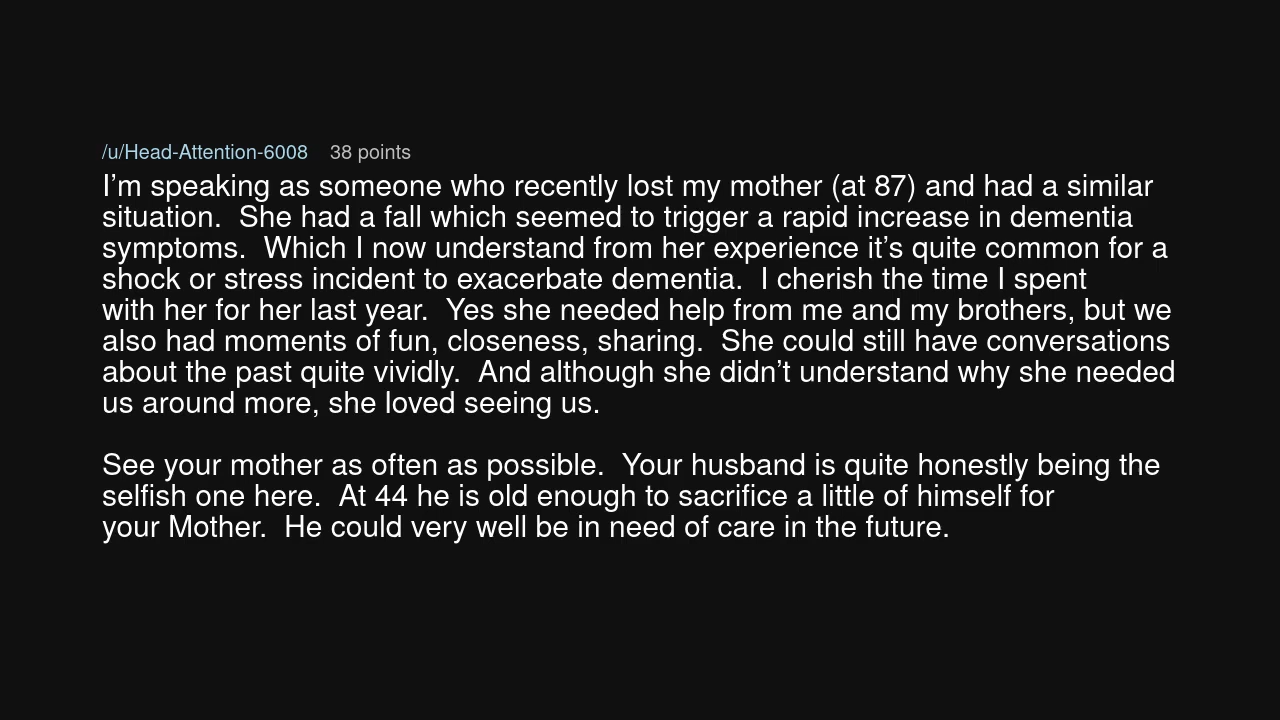 /u/Head-Attention-6008 38 points
I’m speaking as someone who recently lost my mother (at 87) and had a similar
situation.  She had a fall which seemed to trigger a rapid increase in dementia
symptoms.  Which I now understand from her experience it’s quite common for a
shock or stress incident to exacerbate dementia.  I cherish the time I spent
with her for her last year.  Yes she needed help from me and my brothers, but we
also had moments of fun, closeness, sharing.  She could still have conversations
about the past quite vividly.  And although she didn’t understand why she needed
us around more, she loved seeing us.
See your mother as often as possible.  Your husband is quite honestly being the
selfish one here.  At 44 he is old enough to sacrifice a little of himself for
your Mother.  He could very well be in need of care in the future.